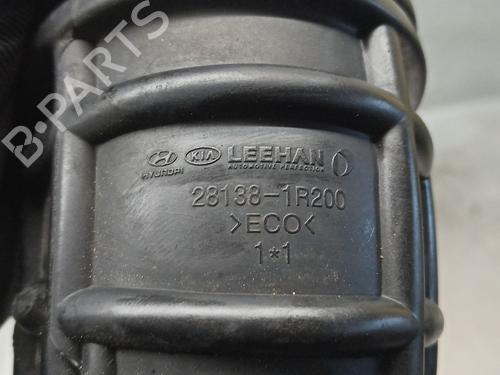 B-PARTS
HYUNDAI KIA LEEHAN
AUTOMOTIVE PERFECTION
28138-1R200
>ECO<
1*1